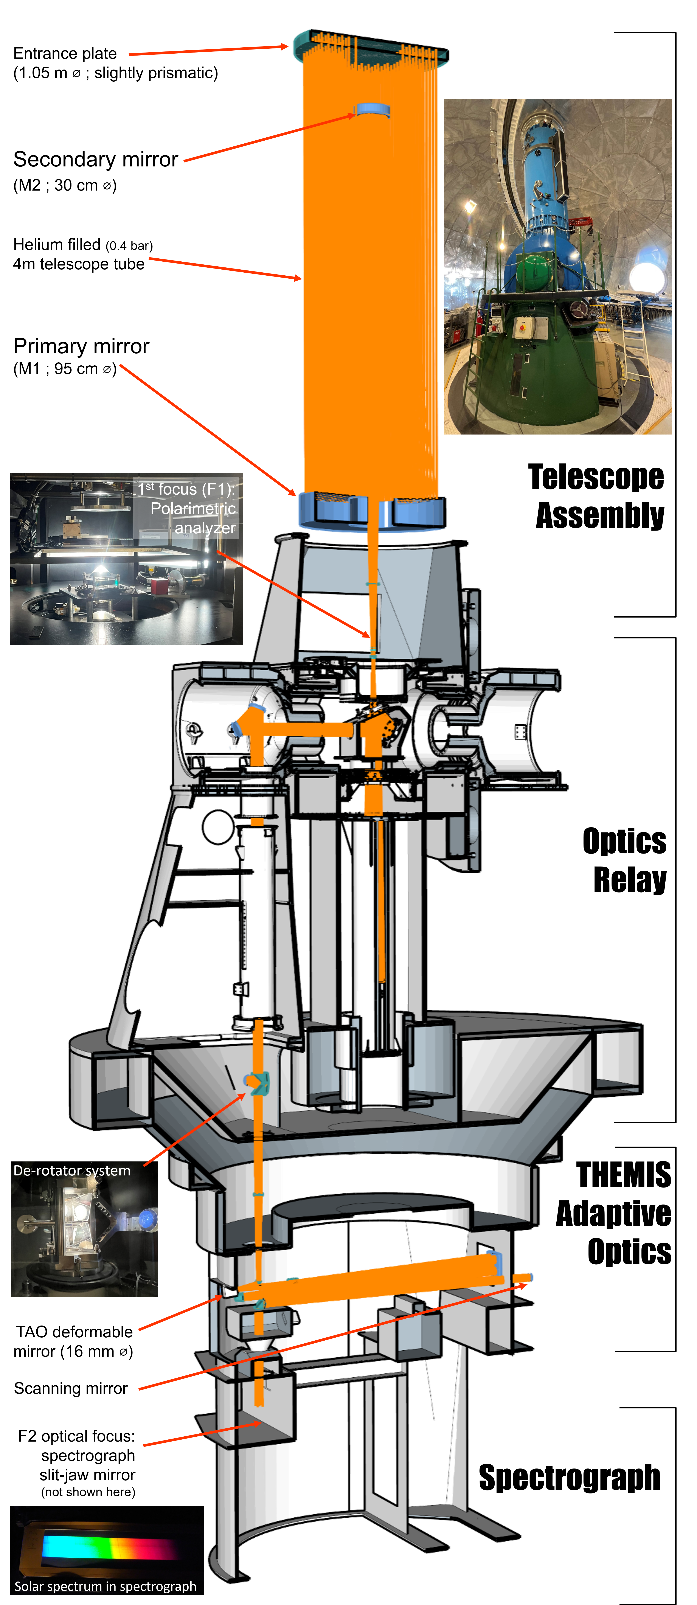 Entrance plate
(1.05 m ⌀ ; slightly prismatic)
Secondary mirror
(M2 ; 30 cm ⌀)
Helium filled (0.4 bar)
4m telescope tube
Primary mirror
(M1 ; 95 cm ⌀)
Telescope
Assembly
1st focus (F1):
Polarimetric
analyzer
Optics
Relay
De-rotator system
THEMIS
Adaptive
Optics
TAO deformable
mirror (16 mm ⌀)
Scanning mirror
F2 optical focus:
spectrograph
slit-jaw mirror
(not shown here)
Spectrograph
Solar spectrum in spectrograph